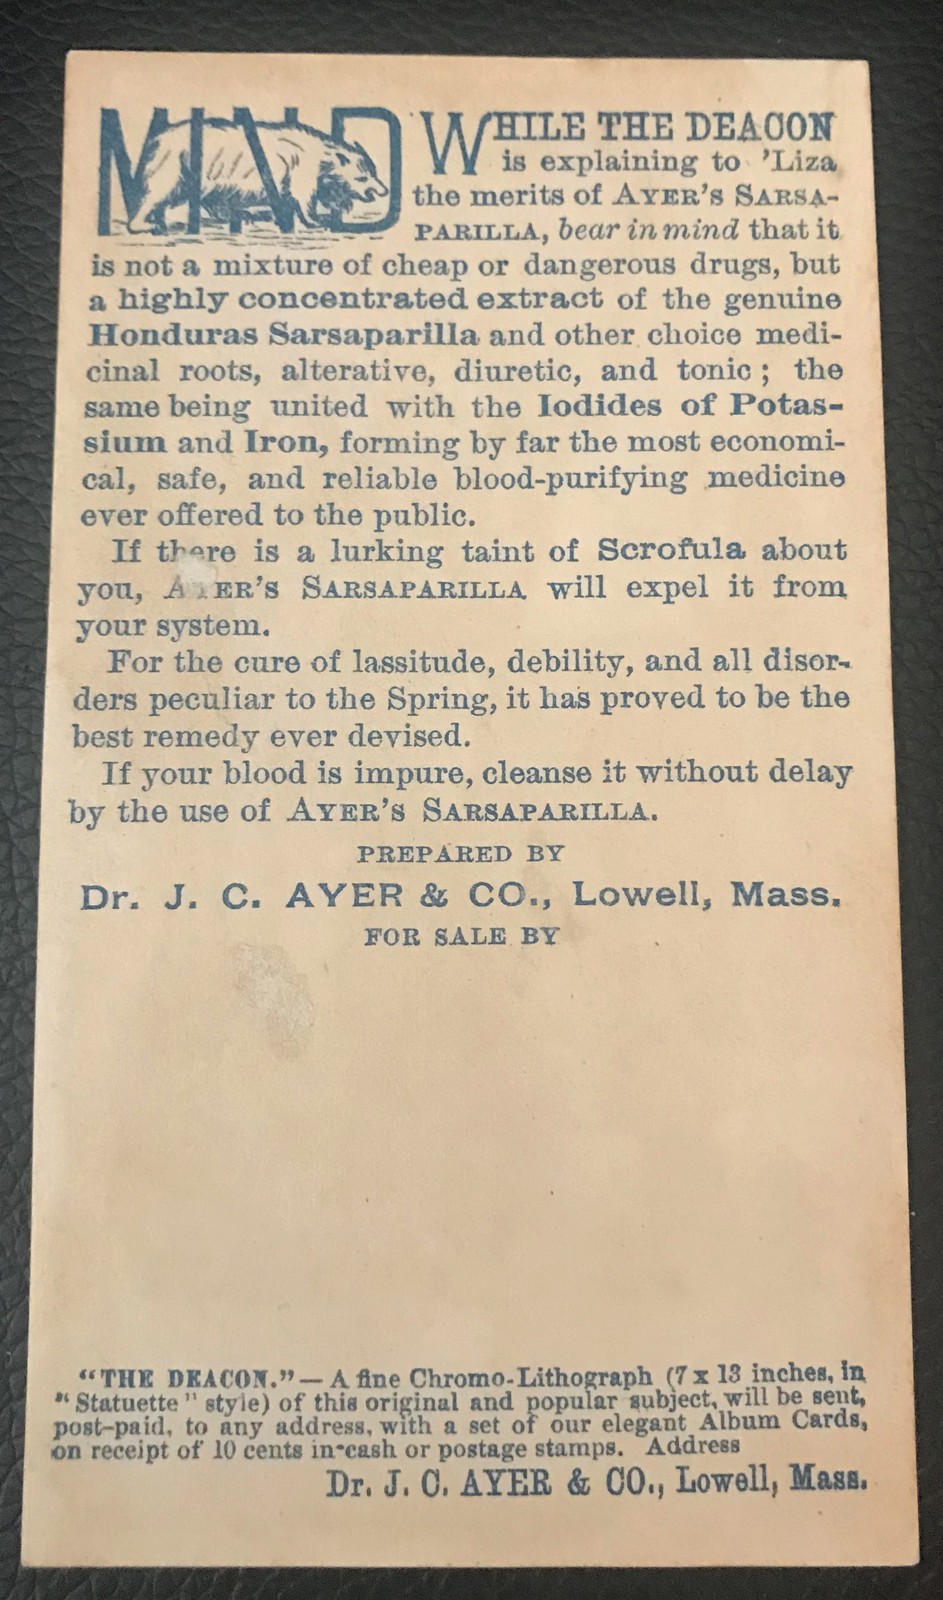 MIND
WHILE THE DEACON
is explaining to 'Liza
the merits of AYER'S SARSA-
PARILLA, bear in mind that it
is not a mixture of cheap or dangerous drugs, but
a highly concentrated extract of the genuine
Honduras Sarsaparilla and other choice medi-
cinal roots, alterative, diuretic, and tonic; the
same being united with the Iodides of Potas-
sium and Iron, forming by far the most economi-
cal, safe, and reliable blood-purifying medicine
ever offered to the public.
If there is a lurking taint of Scrofula about
you, AYER'S SARSAPARILLA will expel it from
your system.
For the cure of lassitude, debility, and all disor-
ders peculiar to the Spring, it has proved to be the
best remedy ever devised.
If your blood is impure, cleanse it without delay
by the use of AYER'S SARSAPARILLA.
PREPARED BY
Dr. J. C. AYER & CO., Lowell, Mass.
FOR SALE BY
"THE DEACON."—A fine Chromo-Lithograph (7 x 13 inches, in
"Statuette" style) of this original and popular subject, will be sent,
post-paid, to any address, with a set of our elegant Album Cards,
on receipt of 10 cents in cash or postage stamps. Address
Dr. J. C. AYER & CO., Lowell, Mass.